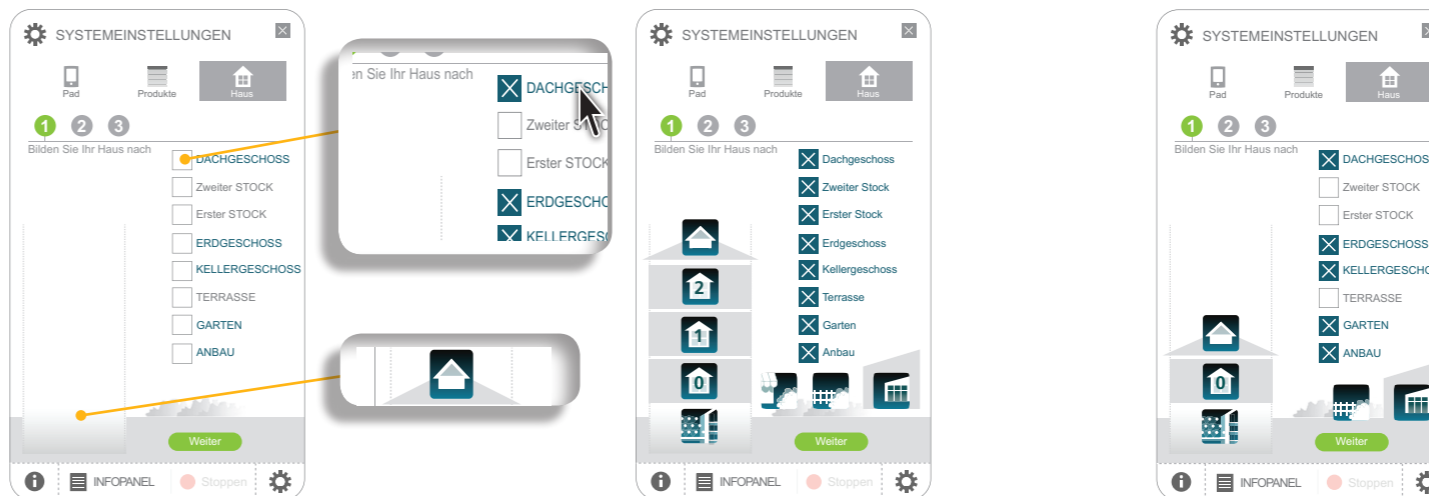 SYSTEMEINSTELLUNGEN
Pad
Produkte
Haus
1 2 3
Bilden Sie Ihr Haus nach
DACHGESCHOSS
Zweiter STOCK
Erster STOCK
ERDGESCHOSS
KELLERGESCHOSS
TERRASSE
GARTEN
ANBAU
Weiter
INFOPANEL
Stoppen
en Sie Ihr Haus nach
DACHGESCH
Zweiter STOC
Erster STOCK
ERDGESCHO
KELLERGES
SYSTEMEINSTELLUNGEN
Pad
Produkte
Haus
1 2 3
Bilden Sie Ihr Haus nach
Dachgeschoss
Zweiter Stock
Erster Stock
Erdgeschoss
Kellergeschoss
Terrasse
Garten
Anbau
2
1
0
Weiter
INFOPANEL
Stoppen
SYSTEMEINSTELLUNGEN
Pad
Produkte
Haus
1 2 3
Bilden Sie Ihr Haus nach
DACHGESCHOS
Zweiter STOCK
Erster STOCK
ERDGESCHOSS
KELLERGESCHO
TERRASSE
GARTEN
ANBAU
0
Weiter
INFOPANEL
Stoppen